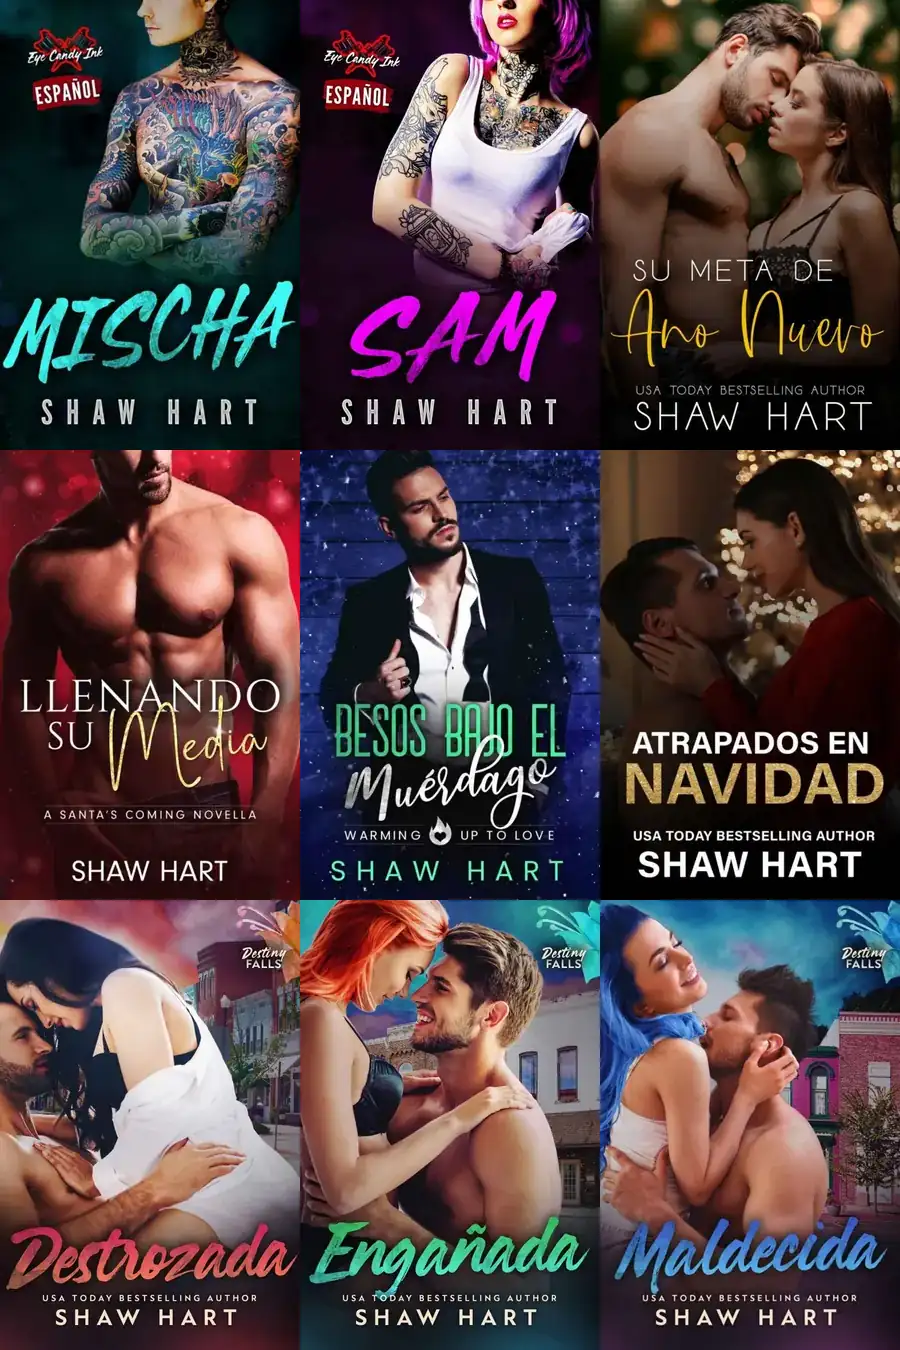 Eye Candy Ink
ESPAÑOL
MISCHA
SHAW HART
Eye Candy Ink
ESPAÑOL
SAM
SHAW HART
SU META DE
Ano Nuevo
USA TODAY BESTSELLING AUTHOR
SHAW HART
LLENANDO
SU Media
A SANTA'S COMING NOVELLA
SHAW HART
BESOS BAJO EL
Muérdago
WARMING UP TO LOVE
SHAW HART
ATRAPADOS EN
NAVIDAD
USA TODAY BESTSELLING AUTHOR
SHAW HART
Destiny
FALLS
Destrozada
USA TODAY BESTSELLING AUTHOR
SHAW HART
Destiny
FALLS
Engañada
USA TODAY BESTSELLING AUTHOR
SHAW HART
Destiny
FALLS
Maldecida
USA TODAY BESTSELLING AUTHOR
SHAW HART